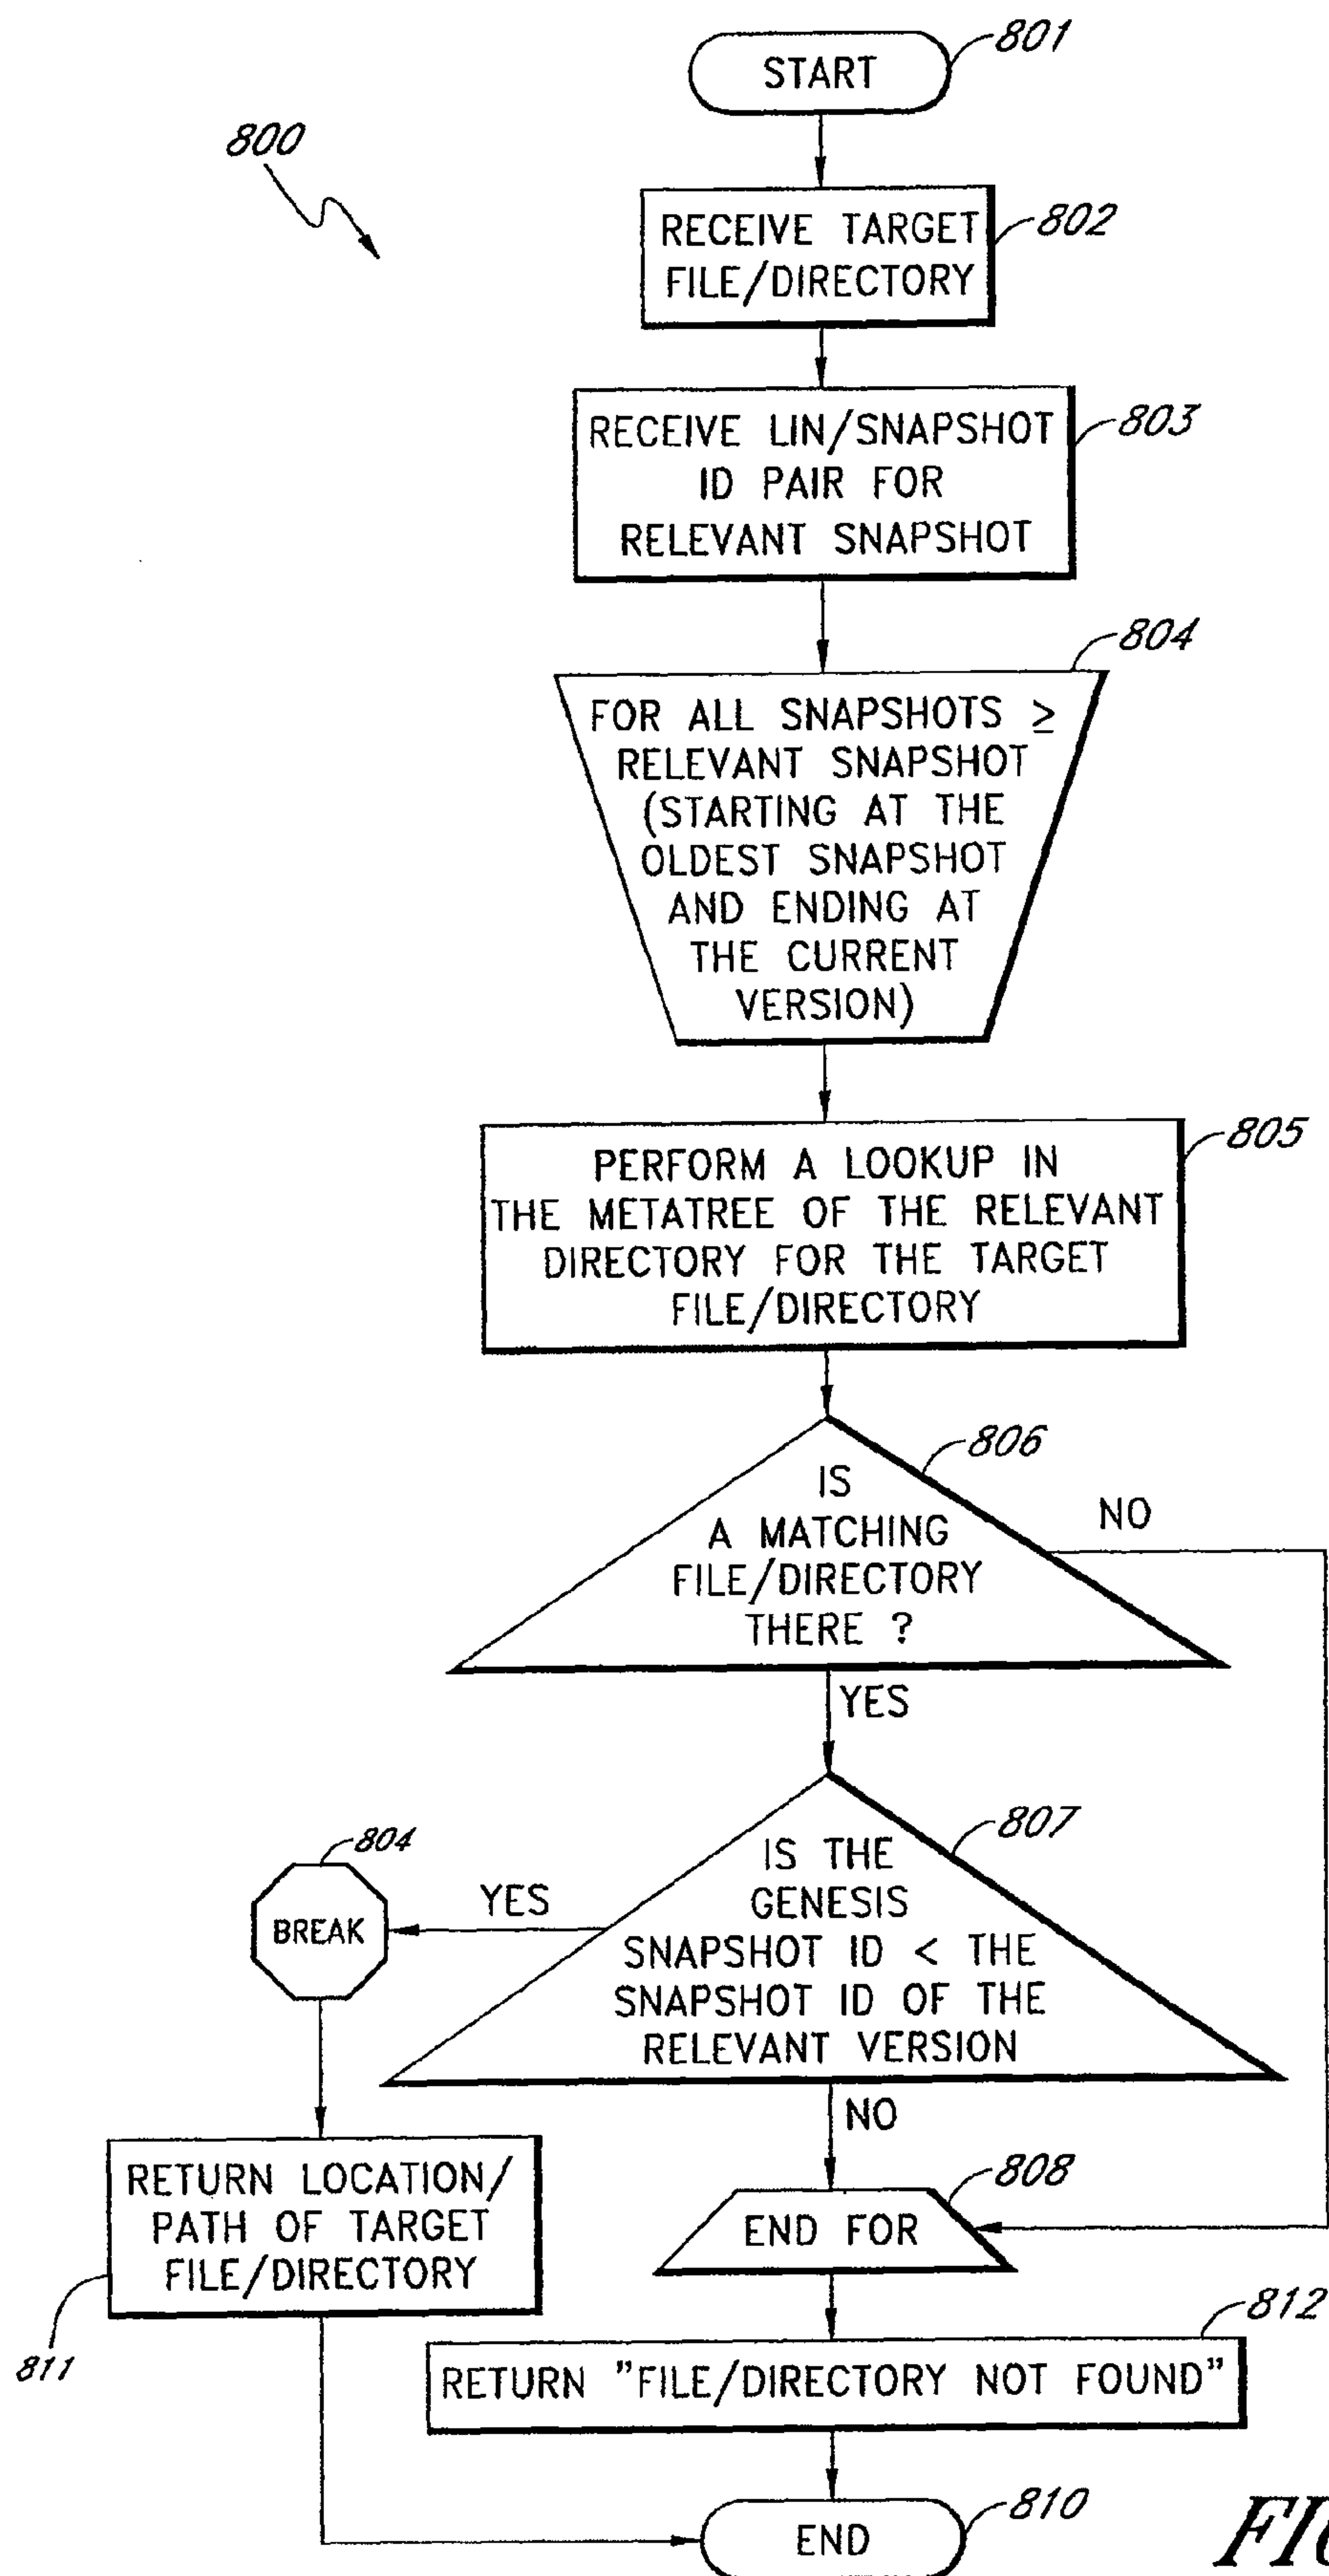 801
START
800
802
RECEIVE TARGET
FILE/DIRECTORY
803
RECEIVE LIN/SNAPSHOT
ID PAIR FOR
RELEVANT SNAPSHOT
804
FOR ALL SNAPSHOTS ≥
RELEVANT SNAPSHOT
(STARTING AT THE
OLDEST SNAPSHOT
AND ENDING AT
THE CURRENT
VERSION)
805
PERFORM A LOOKUP IN
THE METATREE OF THE RELEVANT
DIRECTORY FOR THE TARGET
FILE/DIRECTORY
806
IS
A MATCHING
FILE/DIRECTORY
THERE ?
NO
YES
807
IS THE
GENESIS
SNAPSHOT ID < THE
SNAPSHOT ID OF THE
RELEVANT VERSION
804
BREAK
YES
NO
808
END FOR
RETURN LOCATION/
PATH OF TARGET
FILE/DIRECTORY
811
812
RETURN "FILE/DIRECTORY NOT FOUND"
810
END